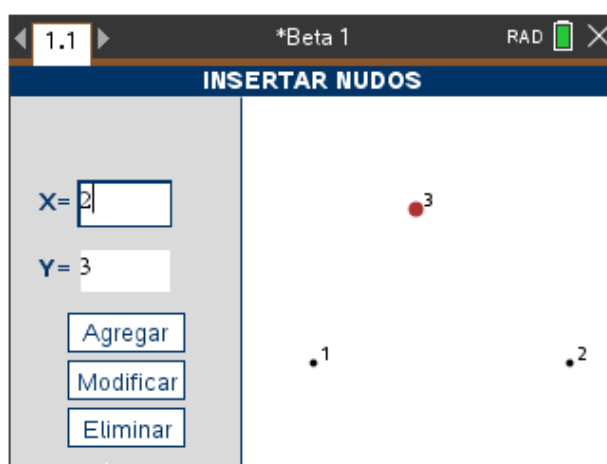 1.1 *Beta 1 RAD
INSERTAR NUDOS
X= 2
3
Y= 3
Agregar
1
2
Modificar
Eliminar